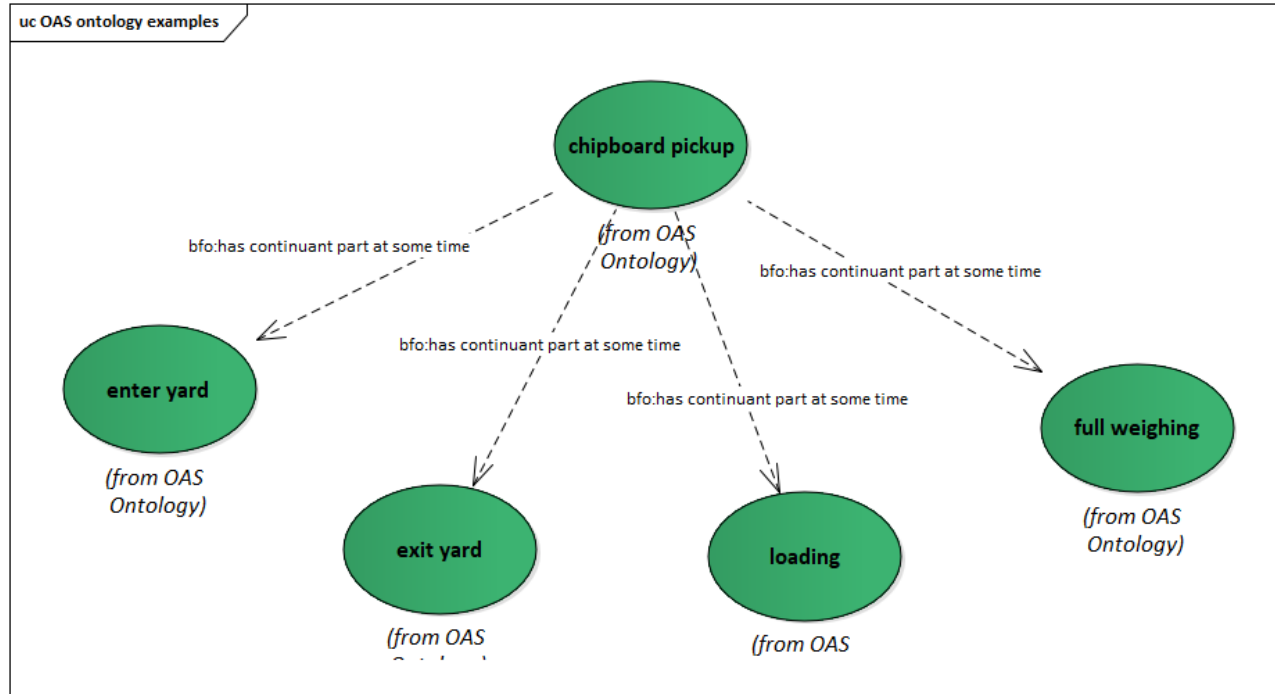 uc OAS ontology examples
chipboard pickup
(from OAS
Ontology)
bfo:has continuant part at some time
bfo:has continuant part at some time
bfo:has continuant part at some time
bfo:has continuant part at some time
enter yard
(from OAS
Ontology)
full weighing
(from OAS
Ontology)
exit yard
(from OAS
loading
(from OAS